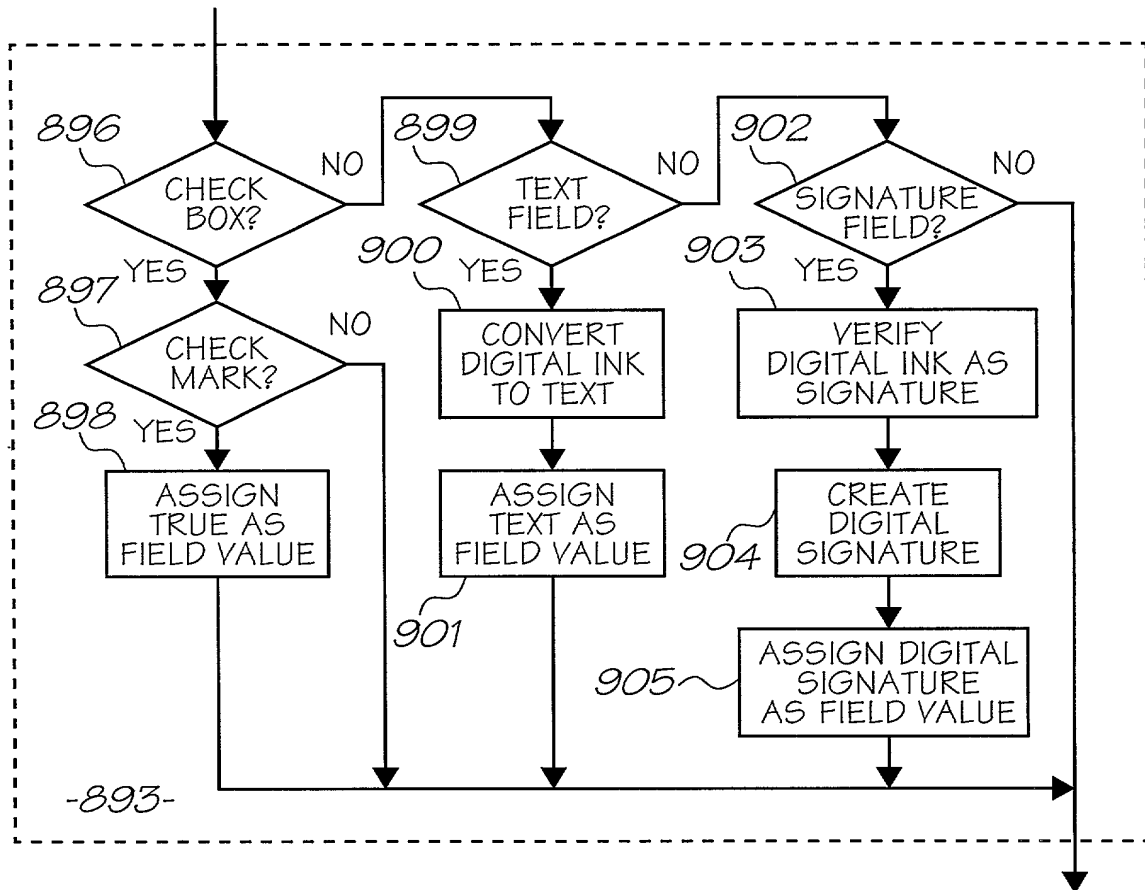 896
CHECK
BOX?
NO
YES
897
CHECK
MARK?
NO
YES
898
ASSIGN
TRUE AS
FIELD VALUE
899
TEXT
FIELD?
NO
YES
900
CONVERT
DIGITAL INK
TO TEXT
ASSIGN
TEXT AS
FIELD VALUE
901
902
SIGNATURE
FIELD?
NO
YES
903
VERIFY
DIGITAL INK AS
SIGNATURE
CREATE
DIGITAL
SIGNATURE
904
ASSIGN DIGITAL
SIGNATURE
AS FIELD VALUE
905
-893-